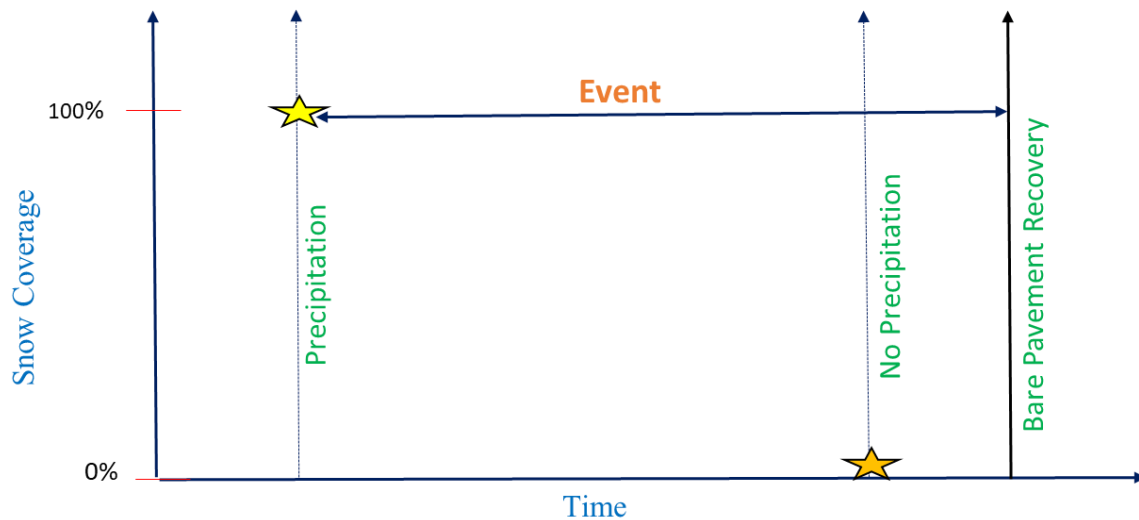 Event
100%
Snow Coverage
Precipitation
No Precipitation
Bare Pavement Recovery
0%
Time